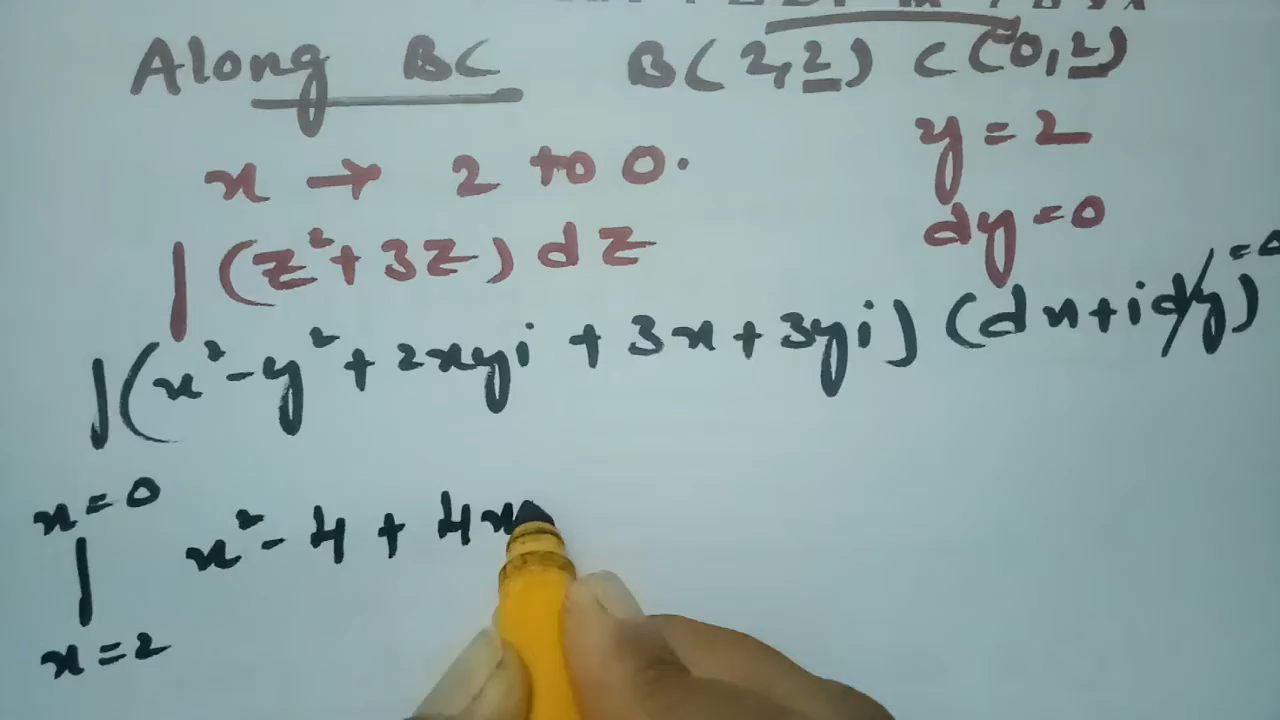 Along BC B(2,2) C(0,2)
x → 2 to 0. y = 2
∫(z²+3z)dz dy=0
∫(x²-y²+2xyi+3x+3yi)(dx+idy) =0
x=0
∫ x²-4+4x
x=2